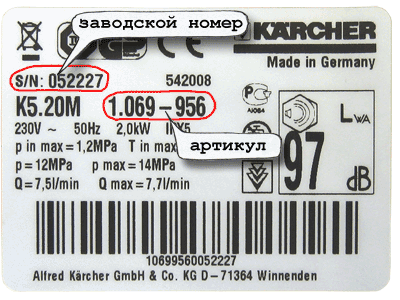 заводской номер
KÄRCHER
Made in Germany
S/N: 052227 542008
K5.20M 1.069-956
230V ~ 50Hz 2,0kW
артикул
p in max=1,2MPa T in max
p=12MPa p max=14MPa
Q=7,5l/min Q max=7,7l/min
АЮ64
LWA
97 dB
10699560052227
Alfred Kärcher GmbH & Co. KG D-71364 Winnenden